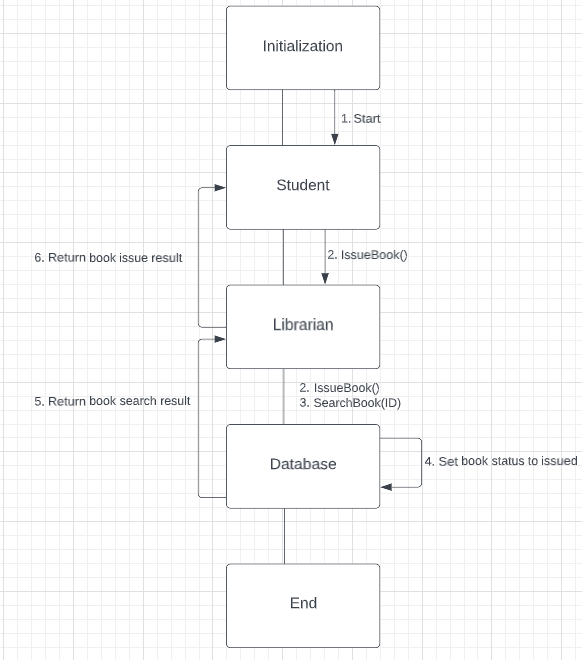 Initialization
1. Start
Student
6. Return book issue result
2. IssueBook()
Librarian
5. Return book search result
2. IssueBook()
3. SearchBook(ID)
Database
4. Set book status to issued
End